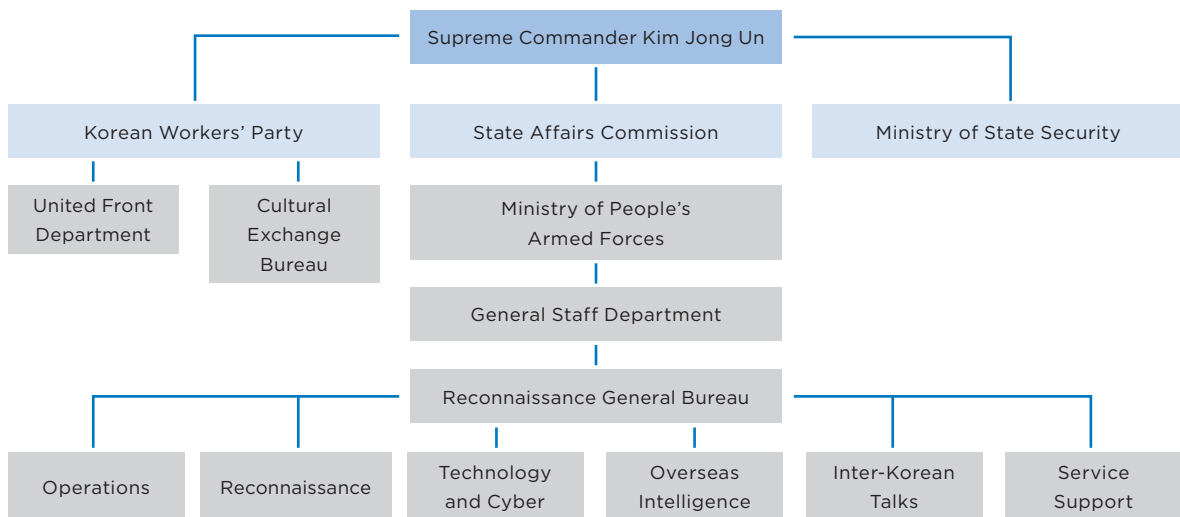 Supreme Commander Kim Jong Un
Korean Workers’ Party
State Affairs Commission
Ministry of State Security
United Front
Department
Cultural
Exchange
Bureau
Ministry of People’s
Armed Forces
General Staff Department
Reconnaissance General Bureau
Operations
Reconnaissance
Technology
and Cyber
Overseas
Intelligence
Inter-Korean
Talks
Service
Support